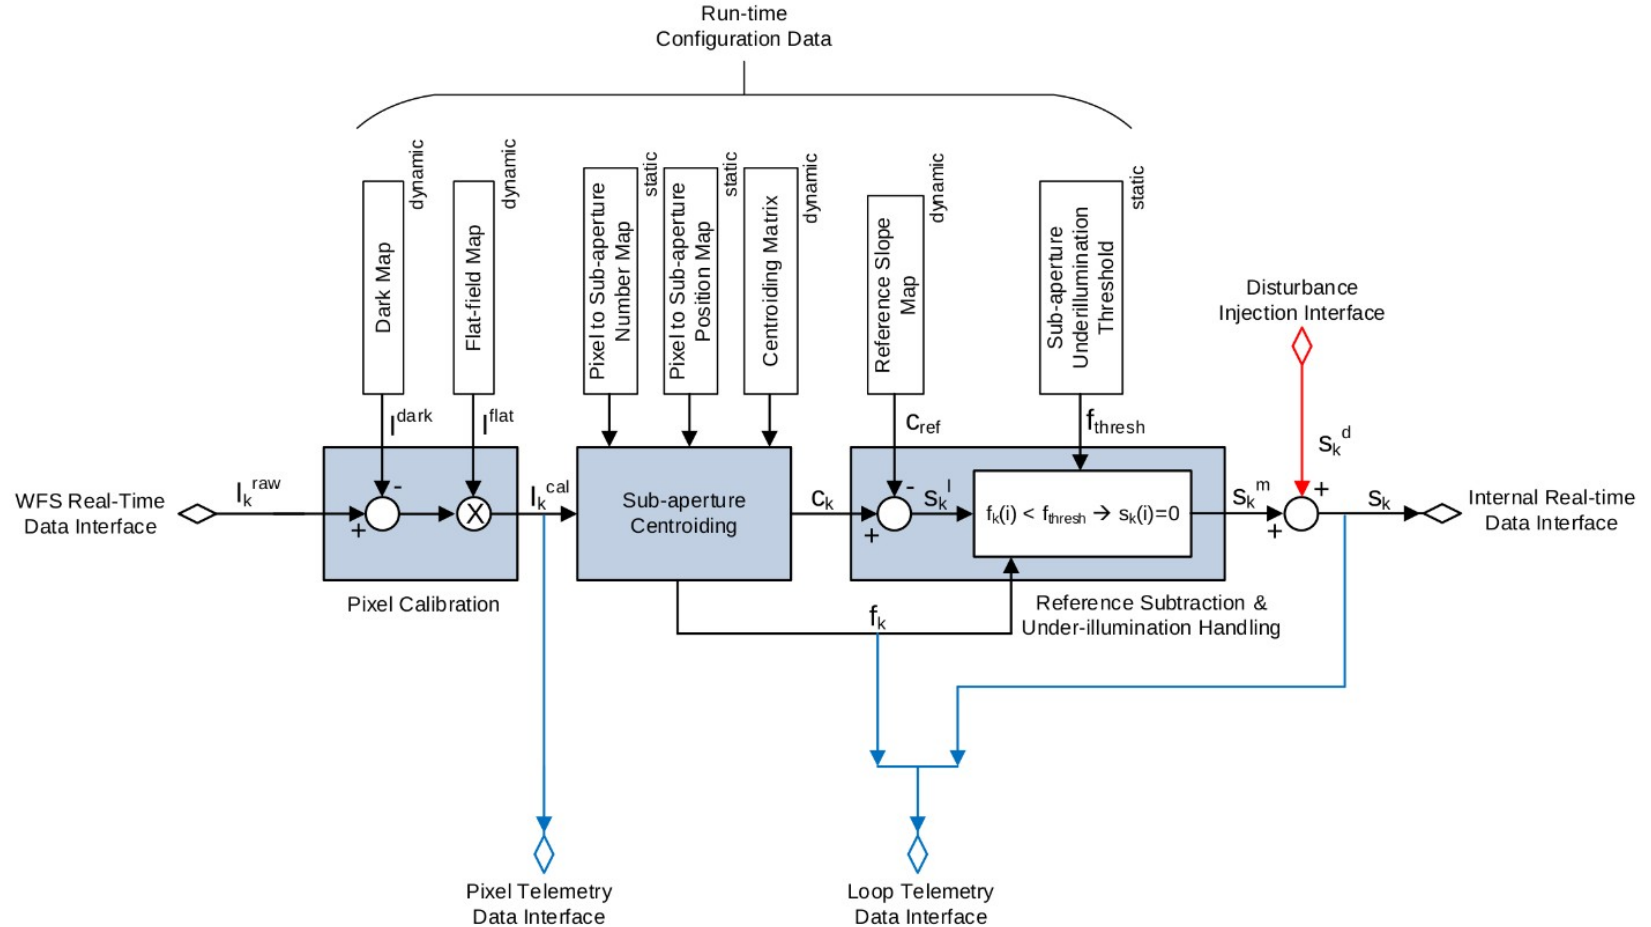 Run-time
Configuration Data
Dark Map
dynamic
Flat-field Map
dynamic
Pixel to Sub-aperture
Number Map
static
Pixel to Sub-aperture
Position Map
static
Centroiding Matrix
dynamic
Reference Slope
Map
dynamic
Sub-aperture
Underillumination
Threshold
static
Disturbance
Injection Interface
I^dark
I^flat
c_ref
f_thresh
s_k^d
WFS Real-Time
Data Interface
I_k^raw
+
-
X
I_k^cal
Sub-aperture
Centroiding
c_k
+
-
s_k^l
f_k(i) < f_thresh → s_k(i)=0
s_k^m
+
+
s_k
Internal Real-time
Data Interface
Pixel Calibration
f_k
Reference Subtraction &
Under-illumination Handling
Pixel Telemetry
Data Interface
Loop Telemetry
Data Interface